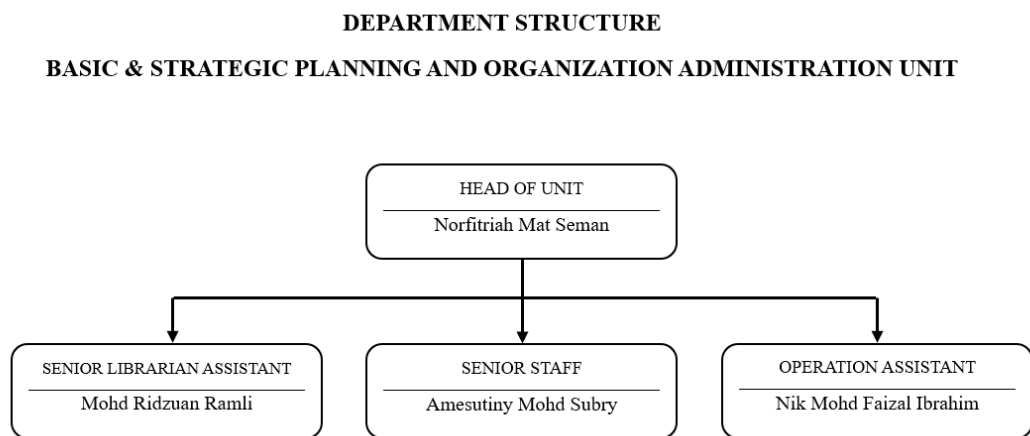 DEPARTMENT STRUCTURE
BASIC & STRATEGIC PLANNING AND ORGANIZATION ADMINISTRATION UNIT
HEAD OF UNIT
Norfitriah Mat Seman
SENIOR LIBRARIAN ASSISTANT
Mohd Ridzuan Ramli
SENIOR STAFF
Amesutiny Mohd Subry
OPERATION ASSISTANT
Nik Mohd Faizal Ibrahim